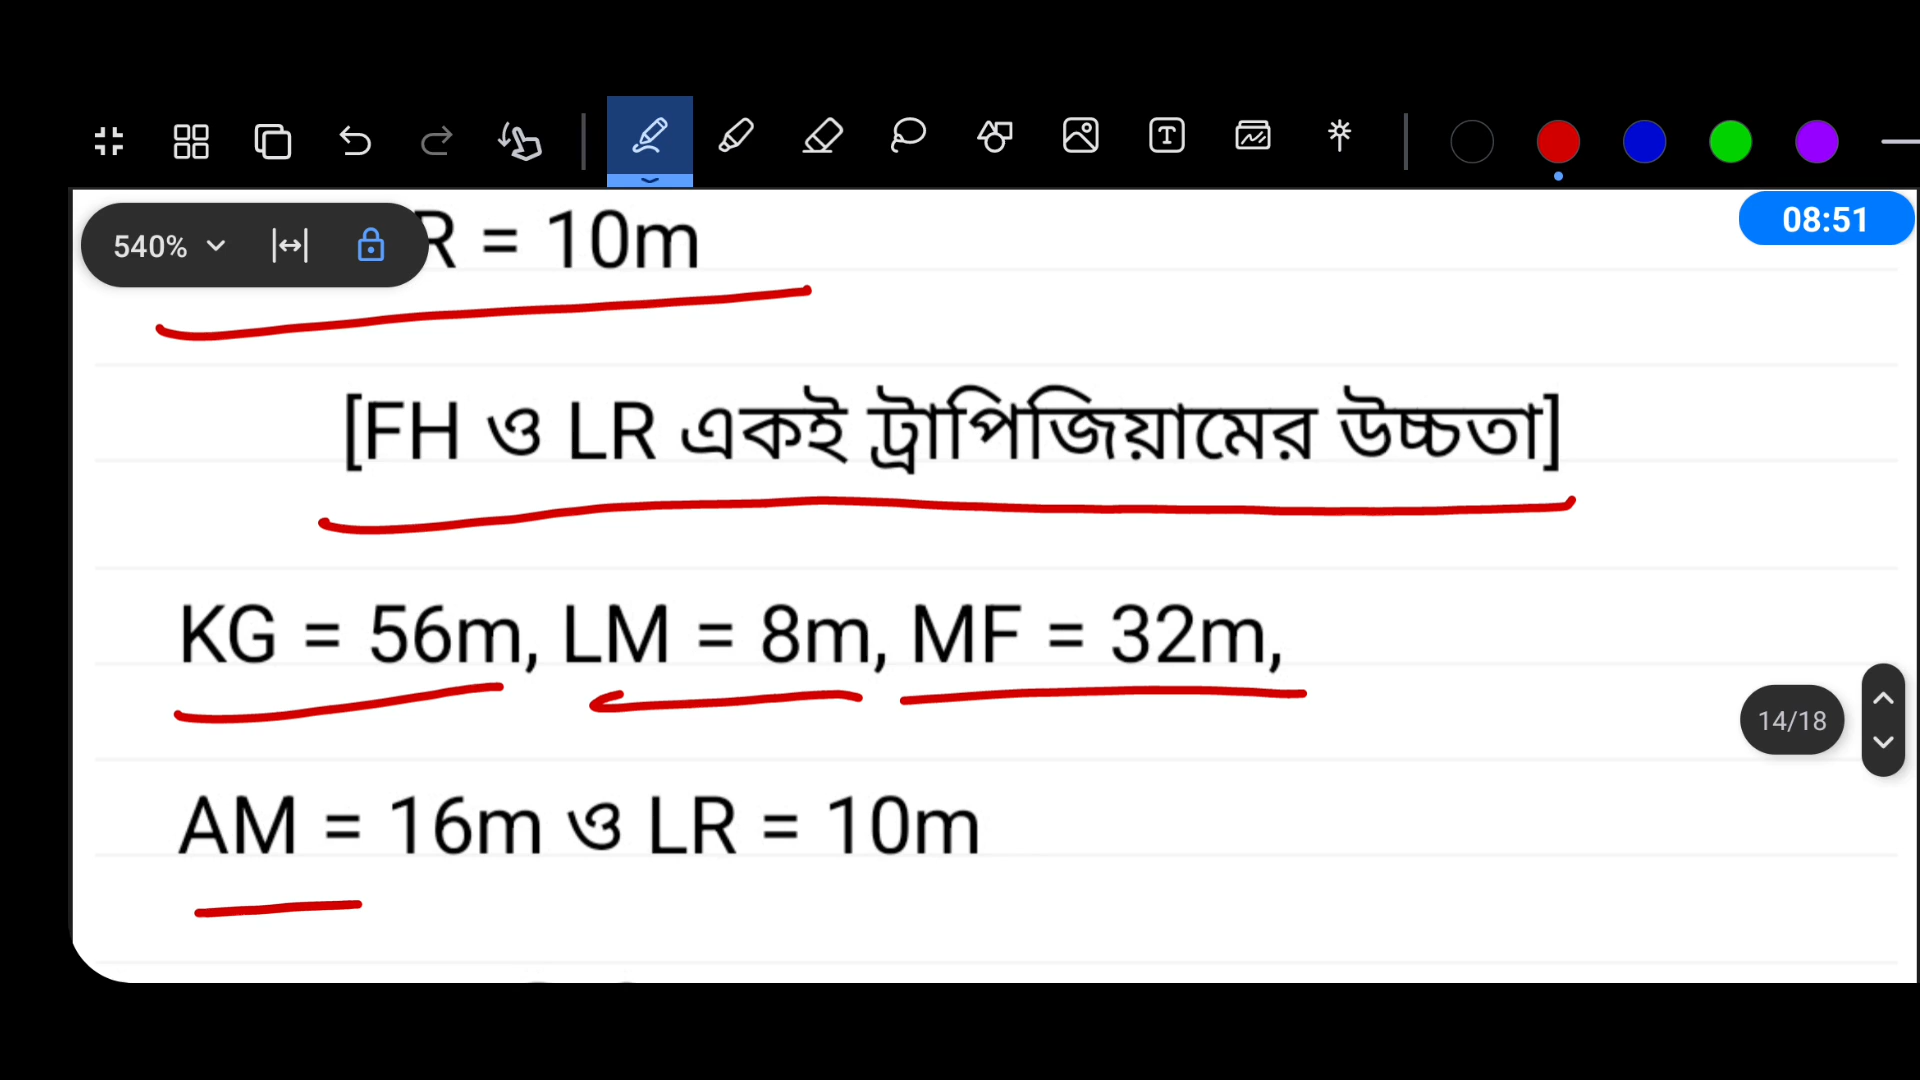 540%
08:51
R = 10m
[FH ও LR একই ট্রাপিজিয়ামের উচ্চতা]
KG = 56m, LM = 8m, MF = 32m,
14/18
AM = 16m ও LR = 10m